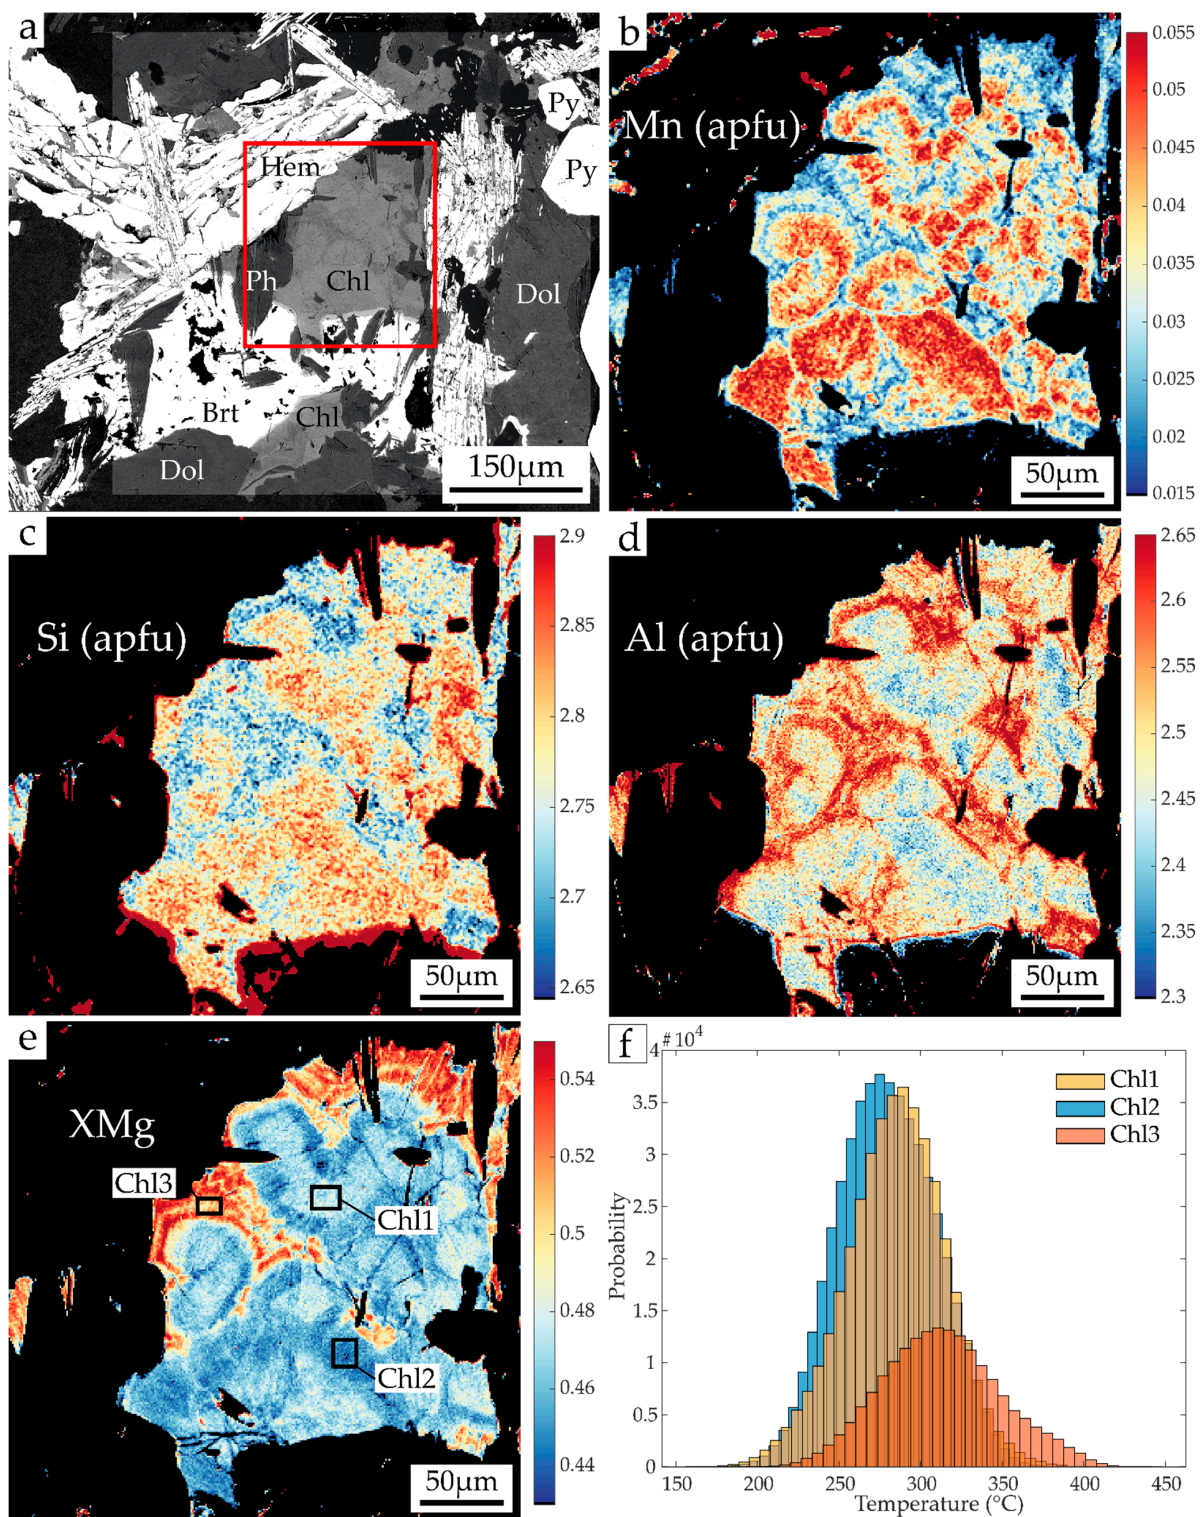 a
Hem
Py
Py
Ph
Chl
Dol
Brt
Chl
Dol
150µm
b
Mn (apfu)
50µm
0.055
0.05
0.045
0.04
0.035
0.03
0.025
0.02
0.015
c
Si (apfu)
50µm
2.9
2.85
2.8
2.75
2.7
2.65
d
Al (apfu)
50µm
2.65
2.6
2.55
2.5
2.45
2.4
2.35
2.3
e
XMg
Chl3
Chl1
Chl2
50µm
0.54
0.52
0.5
0.48
0.46
0.44
f
4 # 10⁴
3.5
3
2.5
2
1.5
1
0.5
0
Probability
Chl1
Chl2
Chl3
150 200 250 300 350 400 450
Temperature (°C)